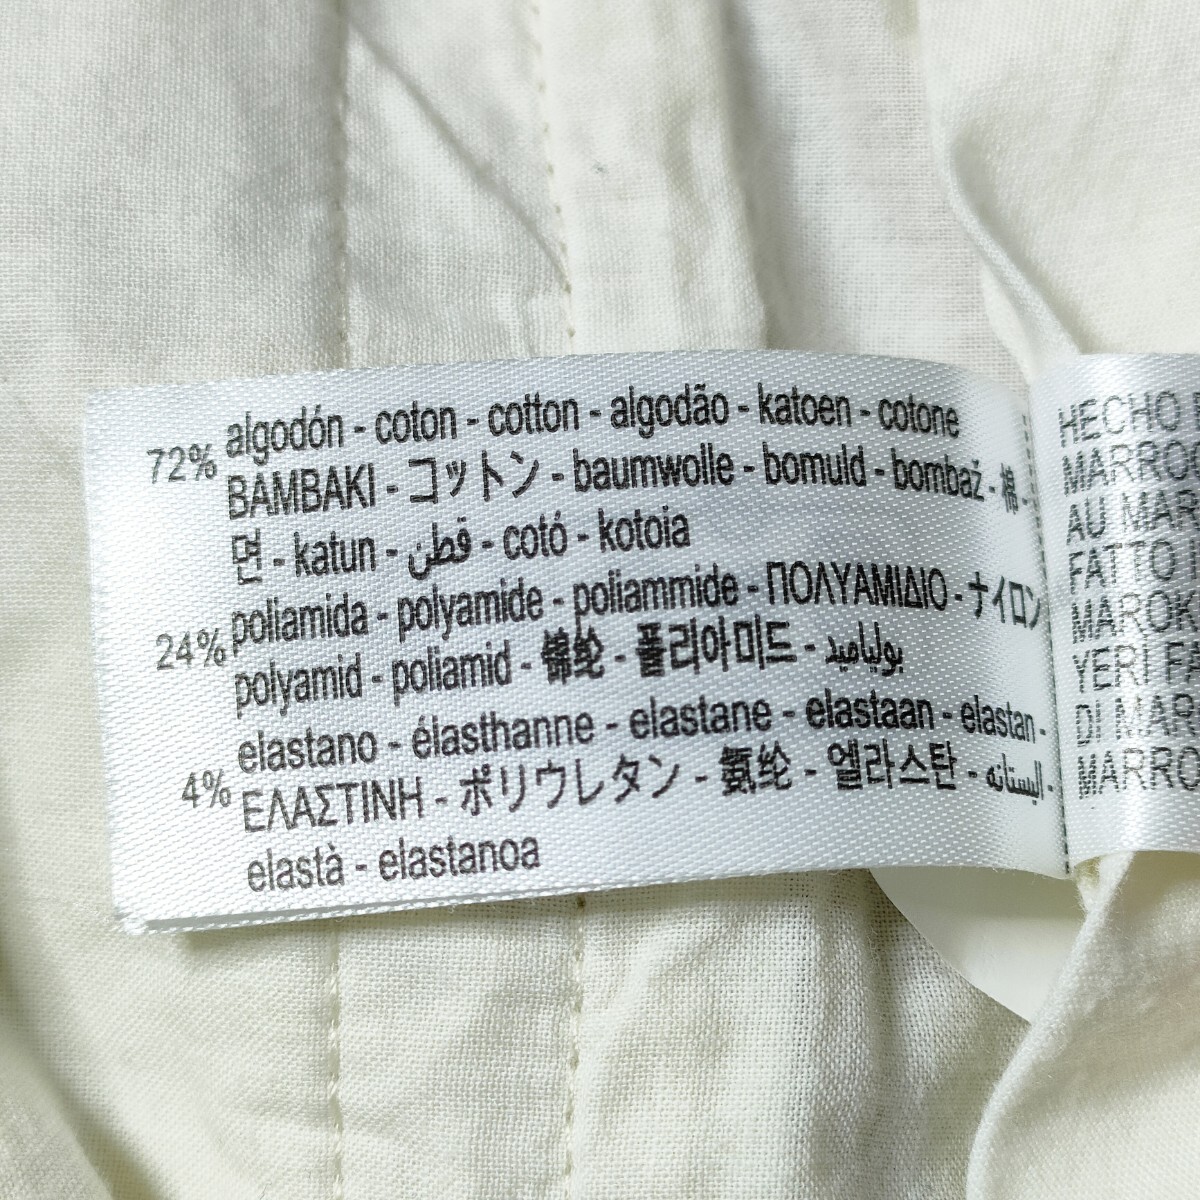 72% algodón - coton - cotton - algodão - katoen - cotone
BAMBAKI - コットン - baumwolle - bomuld - bombaž - 棉 -
면 - katun - قطن - cotó - kotoia
24% poliamida - polyamide - poliammide - ΠΟΛΥΑΜΙΔΙΟ - ナイロン
polyamid - poliamid - 锦纶 - 폴리아미드 - بولياميد
elastano - élasthanne - elastane - elastaan - elastan -
4% ΕΛΑΣΤΙΝΗ - ポリウレタン - 氨纶 - 엘라스탄 - اليستانه -
elastà - elastanoa
HECHO
MARRO
AU MAR
FATTO I
MAROK
YERI FA
DI MAR
MARRO